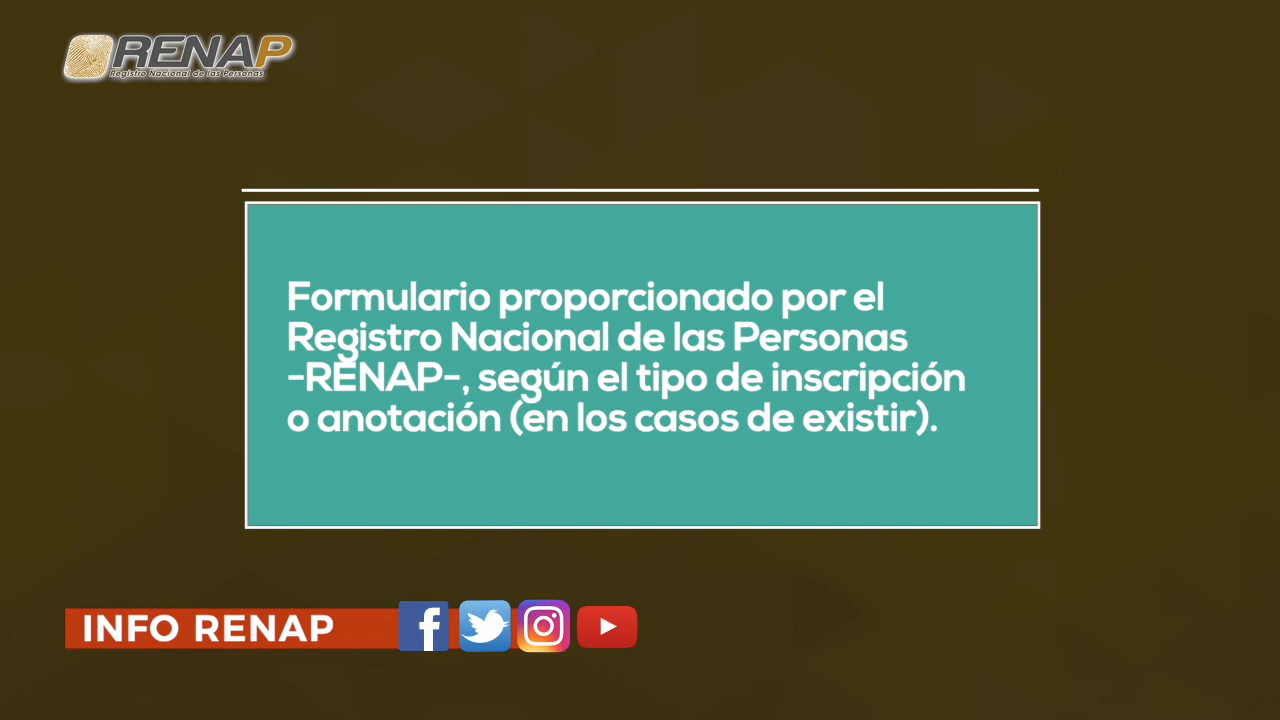 RENAP
Registro Nacional de las Personas
Formulario proporcionado por el
Registro Nacional de las Personas
-RENAP-, según el tipo de inscripción
o anotación (en los casos de existir).
INFO RENAP